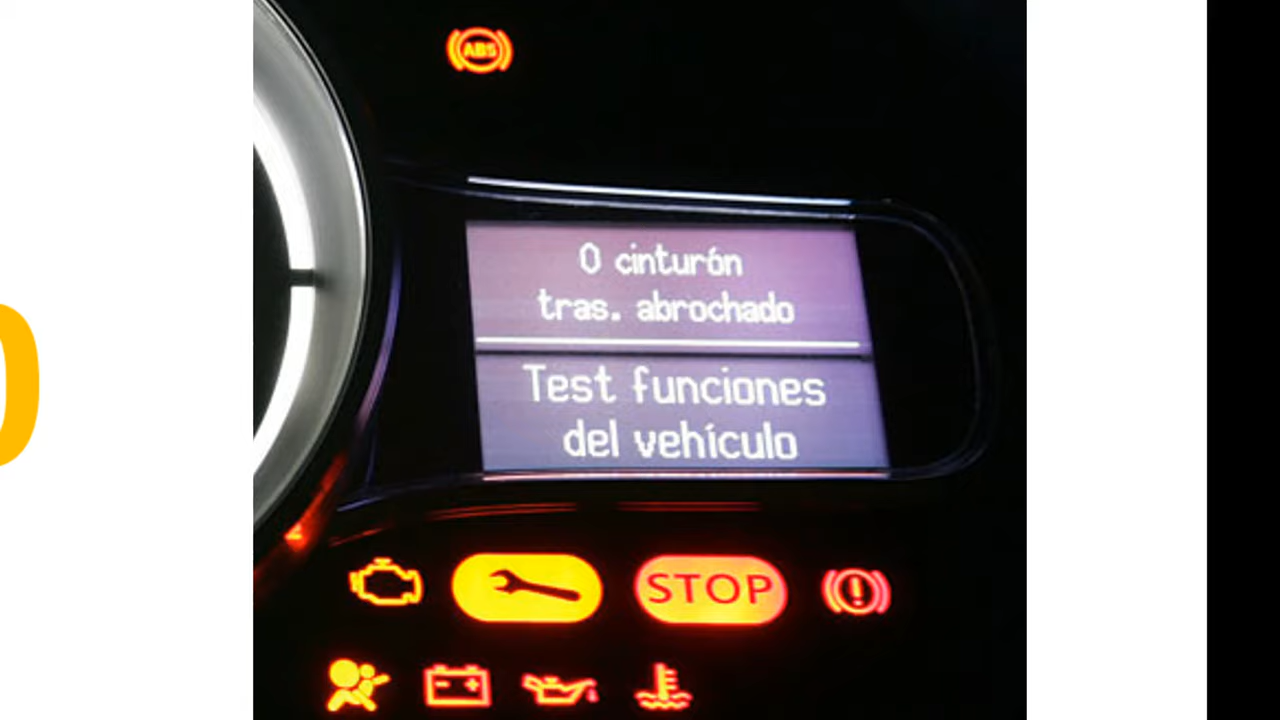 ABS
0 cinturón
tras. abrochado
Test funciones
del vehículo
STOP